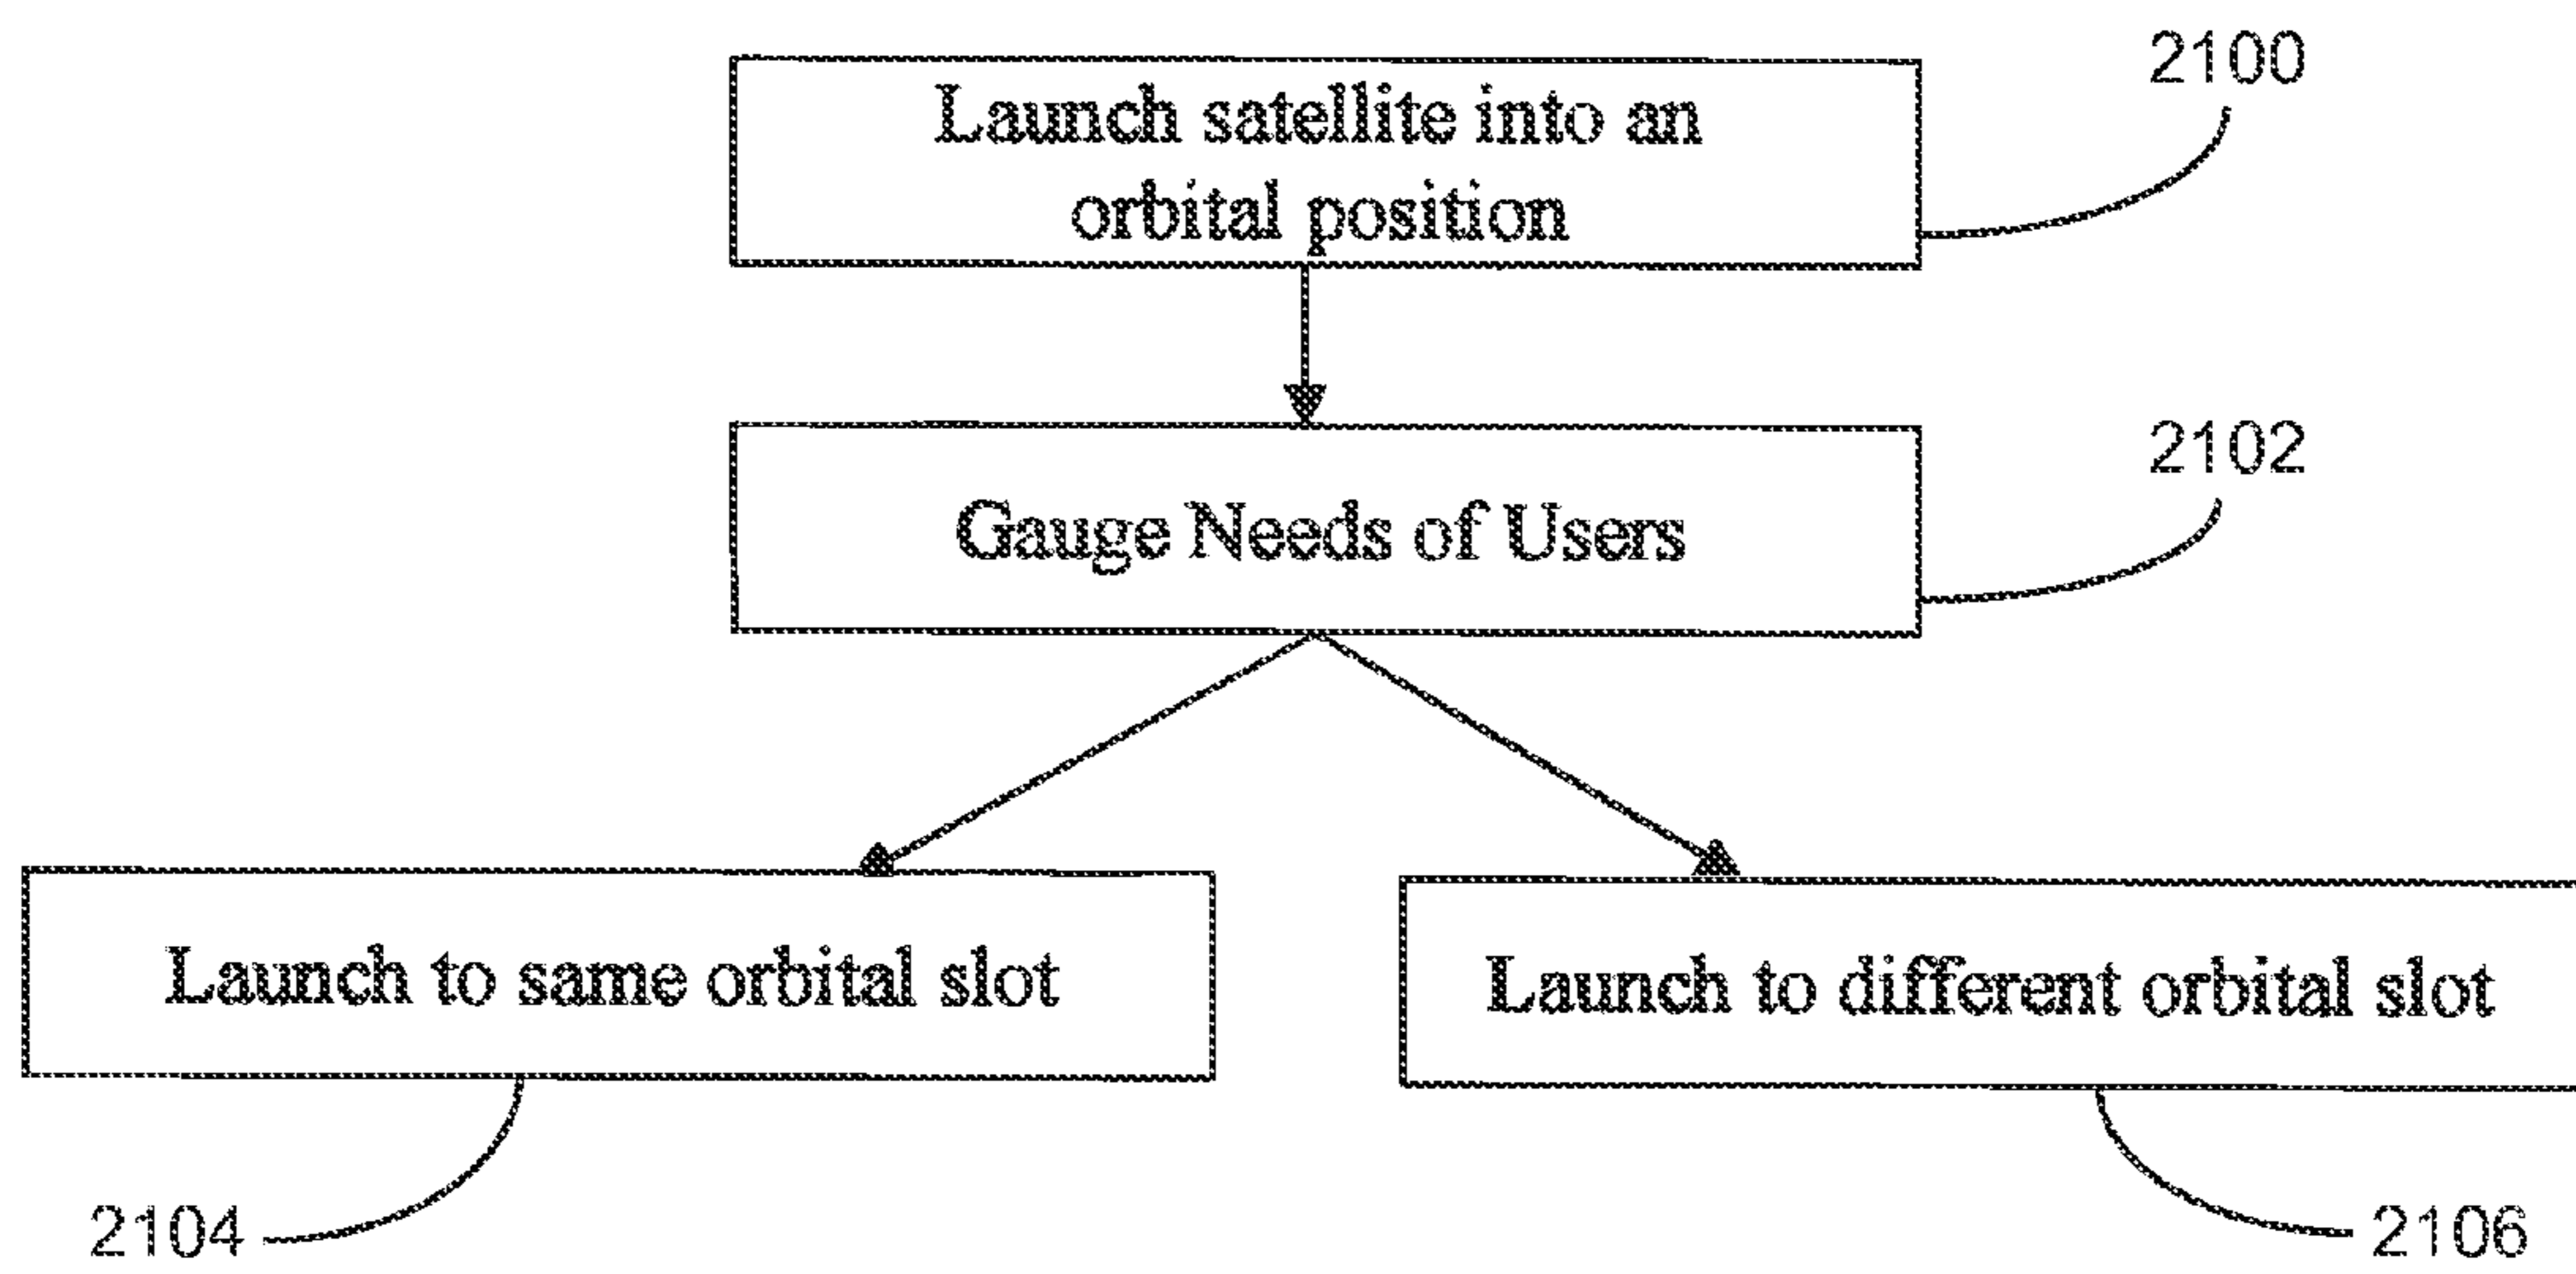 2100
Launch satellite into an
orbital position
2102
Gauge Needs of Users
Launch to same orbital slot
Launch to different orbital slot
2104
2106